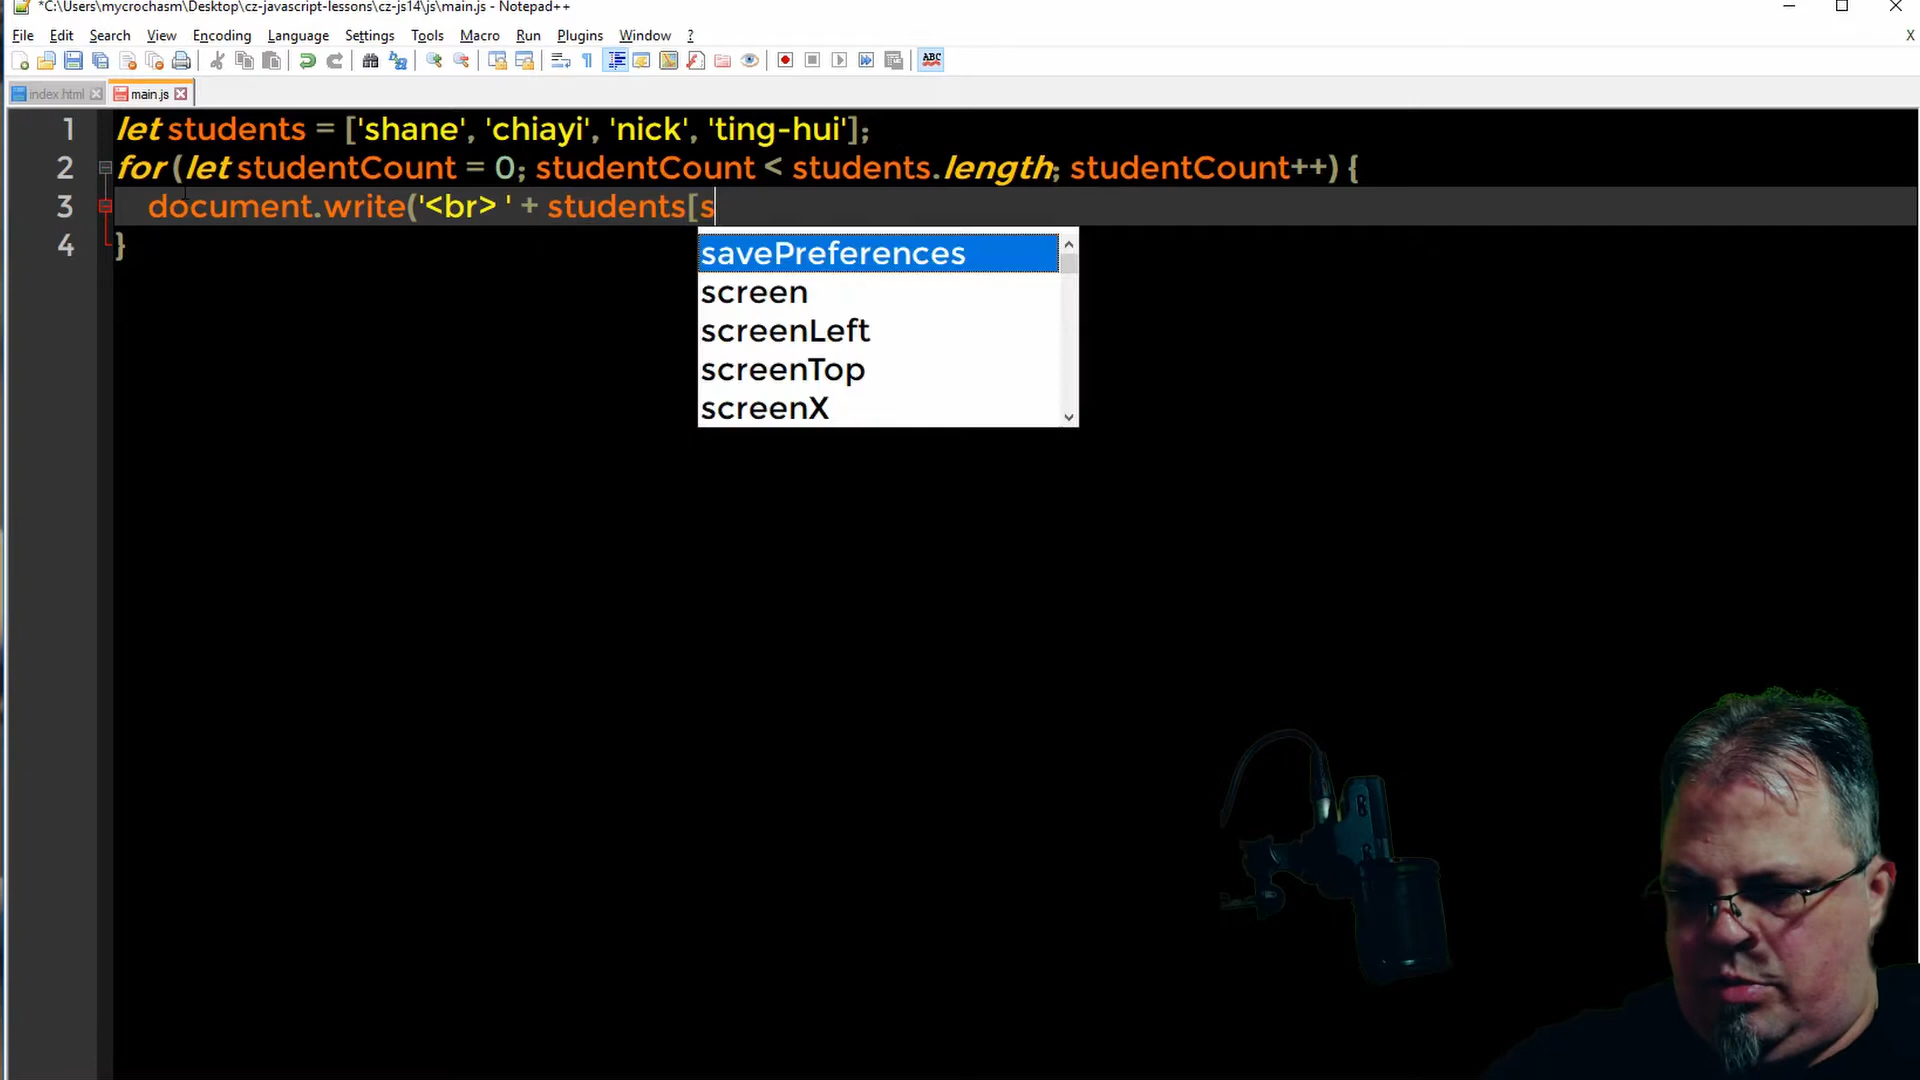 *C:\Users\mycrochasm\Desktop\cz-javascript-lessons\cz-js14\js\main.js - Notepad++
File Edit Search View Encoding Language Settings Tools Macro Run Plugins Window ? X
ABC
index.html main.js
1 let students = ['shane', 'chiayi', 'nick', 'ting-hui'];
2 for (let studentCount = 0; studentCount < students.length; studentCount++) {
3 document.write('<br> ' + students[s
4 }
savePreferences
screen
screenLeft
screenTop
screenX